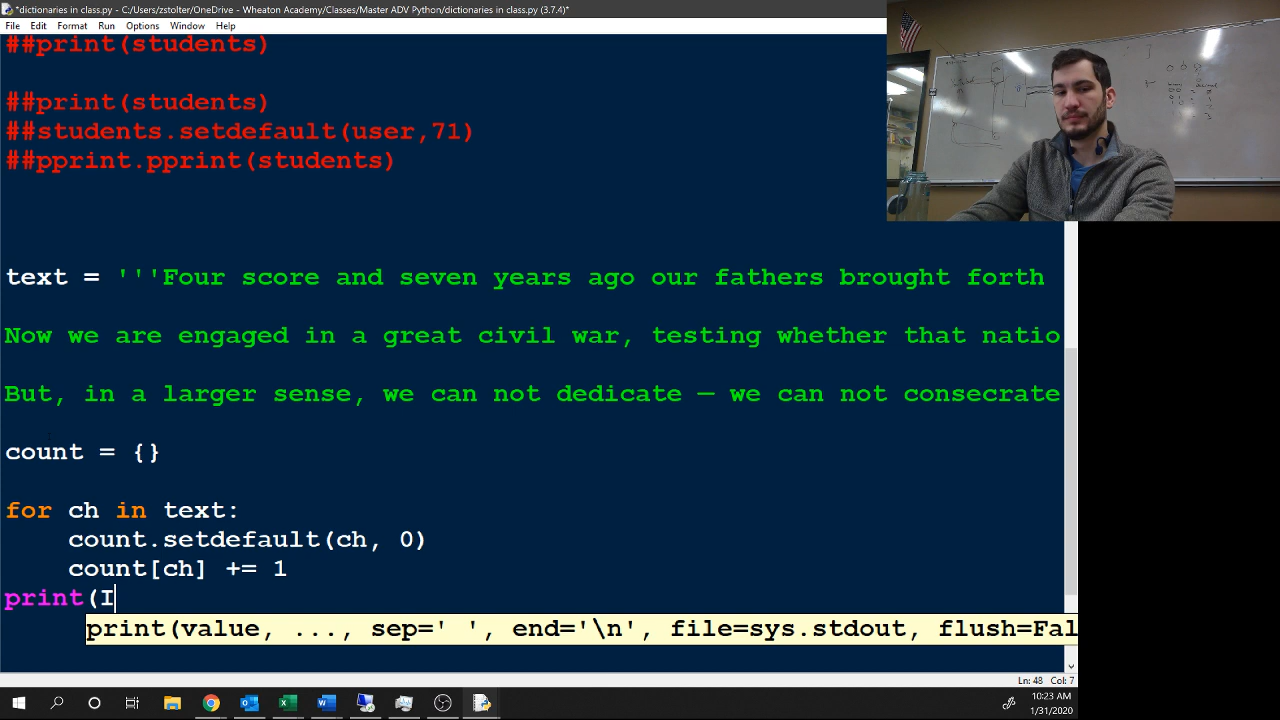 *dictionaries in class.py - C:/Users/zstolter/OneDrive - Wheaton Academy/Classes/Master ADV Python/dictionaries in class.py (3.7.4)*
File Edit Format Run Options Window Help
##print(students)
##print(students)
##students.setdefault(user,71)
##pprint.pprint(students)
text = '''Four score and seven years ago our fathers brought forth
Now we are engaged in a great civil war, testing whether that natio
But, in a larger sense, we can not dedicate — we can not consecrate
count = {}
for ch in text:
    count.setdefault(ch, 0)
    count[ch] += 1
print(I
print(value, ..., sep=' ', end='\n', file=sys.stdout, flush=Fal
Ln: 48 Col: 7
10:23 AM
1/31/2020